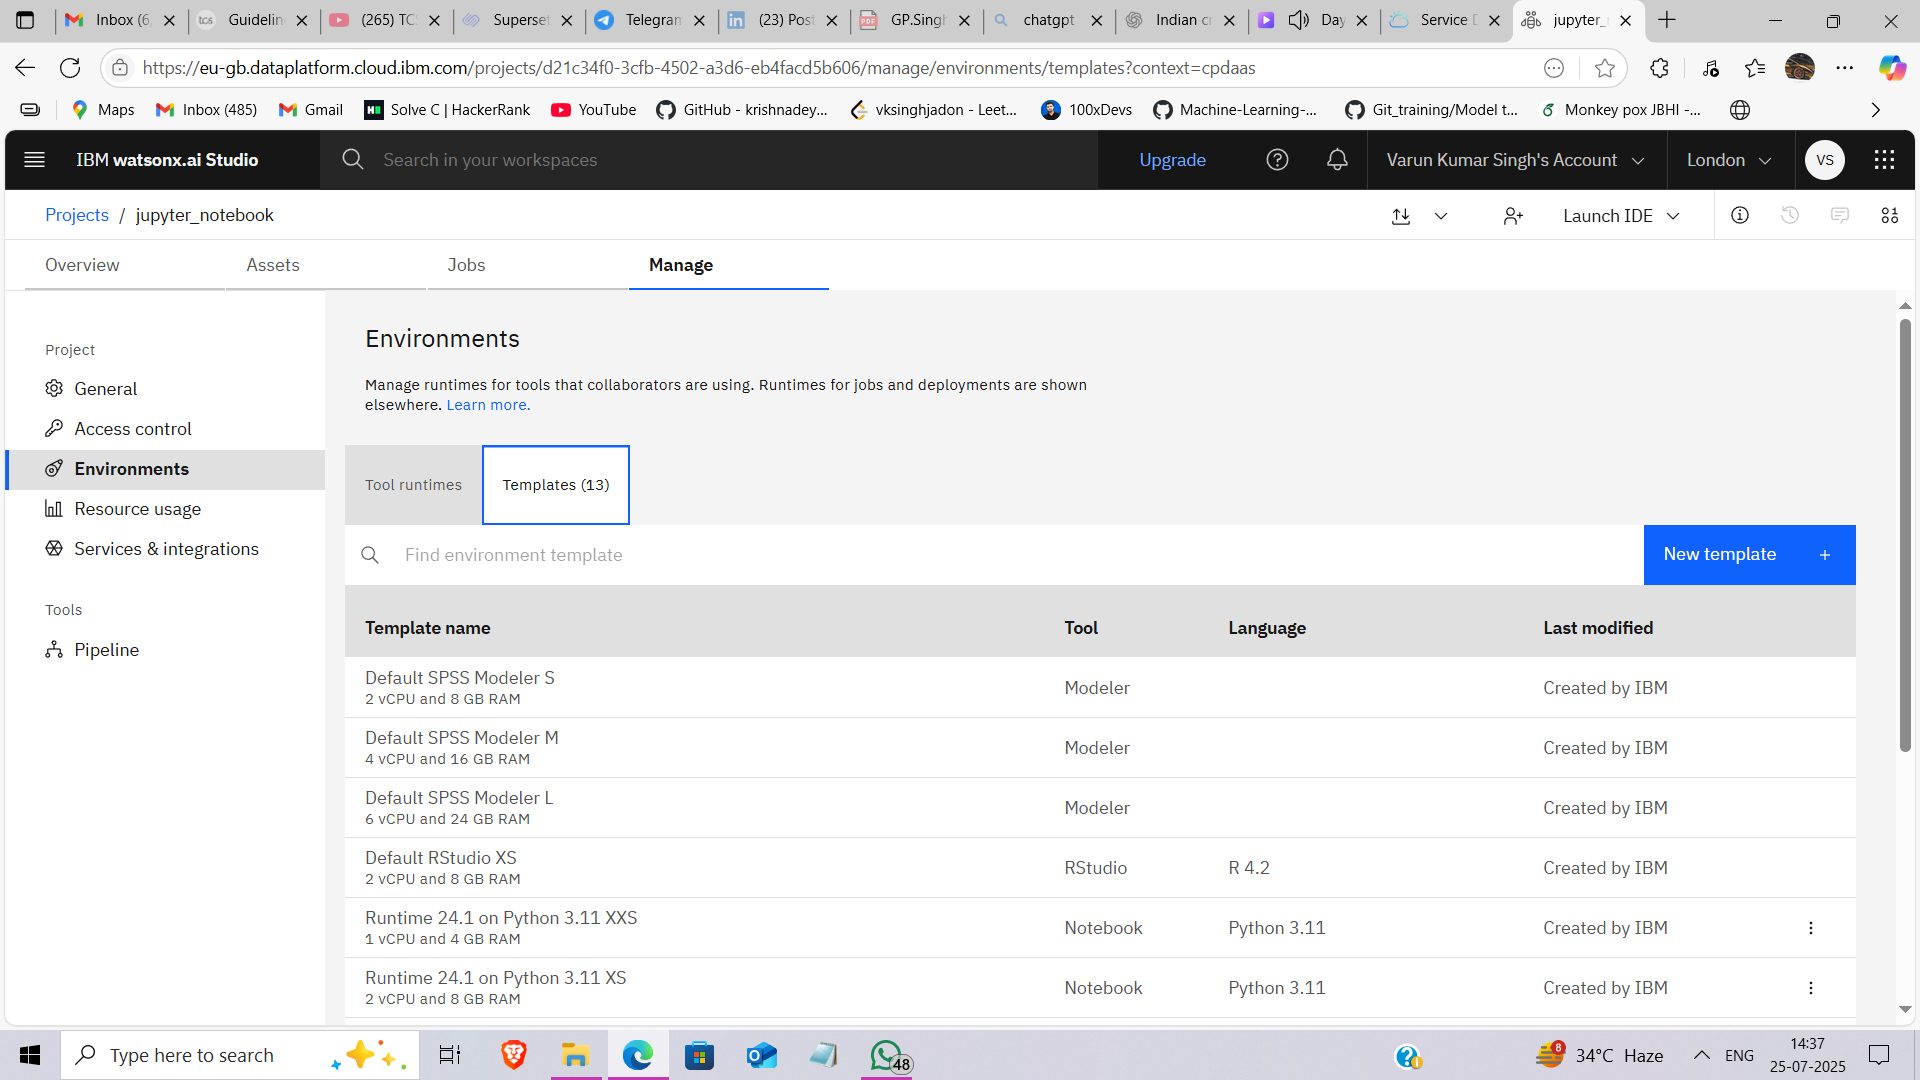 Inbox (6
Guidelin
(265) TC
Superset
Telegram
(23) Post
GP.Singh
chatgpt
Indian c
Day
Service D
jupyter_
https://eu-gb.dataplatform.cloud.ibm.com/projects/d21c34f0-3cfb-4502-a3d6-eb4facd5b606/manage/environments/templates?context=cpdaas
Maps
Inbox (485)
Gmail
Solve C | HackerRank
YouTube
GitHub - krishnadey...
vksinghjadon - Leet...
100xDevs
Machine-Learning-...
Git_training/Model t...
Monkey pox JBHI -...
IBM watsonx.ai Studio
Search in your workspaces
Upgrade
Varun Kumar Singh's Account
London
VS
Projects / jupyter_notebook
Launch IDE
Overview
Assets
Jobs
Manage
Project
General
Access control
Environments
Resource usage
Services & integrations
Tools
Pipeline
Environments
Manage runtimes for tools that collaborators are using. Runtimes for jobs and deployments are shown
elsewhere. Learn more.
Tool runtimes
Templates (13)
Find environment template
New template +
Template name Tool Language Last modified
Default SPSS Modeler S
2 vCPU and 8 GB RAM
Modeler Created by IBM
Default SPSS Modeler M
4 vCPU and 16 GB RAM
Modeler Created by IBM
Default SPSS Modeler L
6 vCPU and 24 GB RAM
Modeler Created by IBM
Default RStudio XS
2 vCPU and 8 GB RAM
RStudio R 4.2 Created by IBM
Runtime 24.1 on Python 3.11 XXS
1 vCPU and 4 GB RAM
Notebook Python 3.11 Created by IBM
Runtime 24.1 on Python 3.11 XS
2 vCPU and 8 GB RAM
Notebook Python 3.11 Created by IBM
Type here to search
48
8
34°C Haze
ENG
14:37
25-07-2025